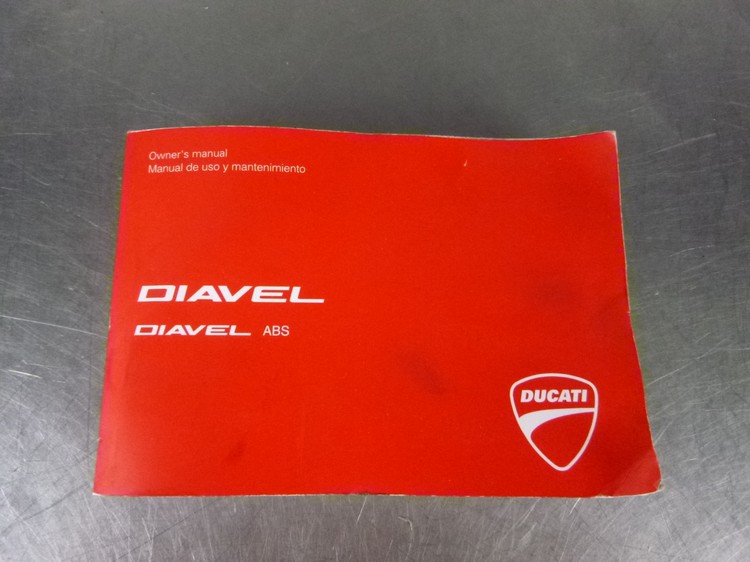 Owner's manual
Manual de uso y mantenimiento
DIAVEL
DIAVEL ABS
DUCATI